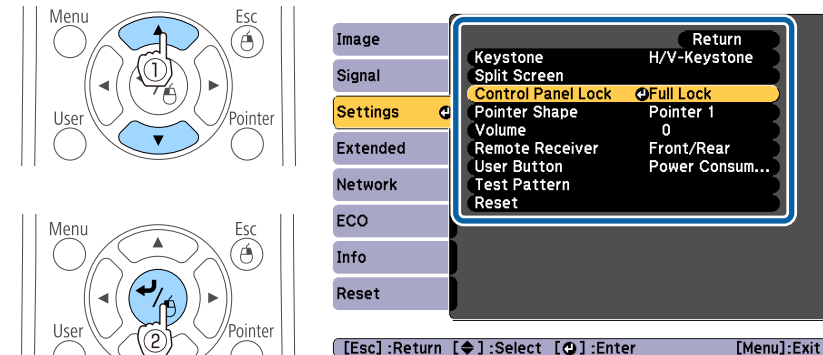 Menu
Esc
1
User
Pointer
Menu
Esc
User
Pointer
2
Image
Signal
Settings
Extended
Network
ECO
Info
Reset
Return
Keystone H/V-Keystone
Split Screen
Control Panel Lock Full Lock
Pointer Shape Pointer 1
Volume 0
Remote Receiver Front/Rear
User Button Power Consum...
Test Pattern
Reset
[Esc] :Return [ ] :Select [ ] :Enter [Menu]:Exit